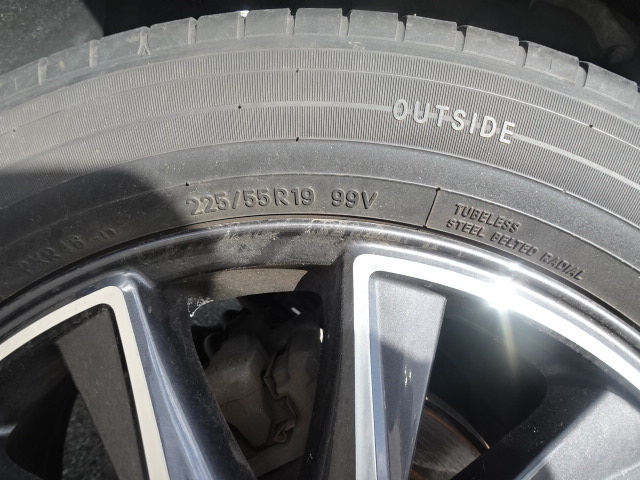 OUTSIDE
225/55R19 99V
TUBELESS
STEEL BELTED RADIAL